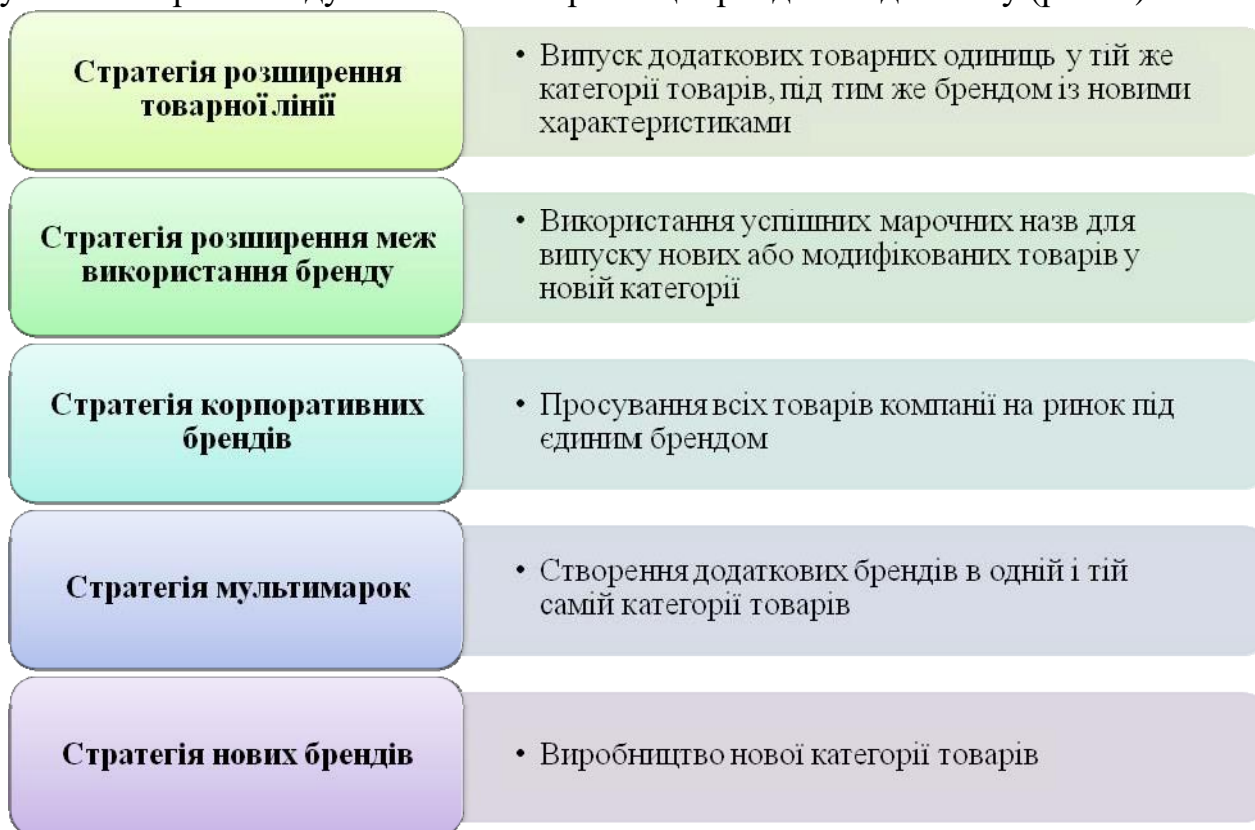 Стратегія розширення
товарної лінії
• Випуск додаткових товарних одиниць у тій же
категорії товарів, під тим же брендом із новими
характеристиками
Стратегія розширення меж
використання бренду
• Використання успішних марочних назв для
випуску нових або модифікованих товарів у
новій категорії
Стратегія корпоративних
брендів
• Просування всіх товарів компанії на ринок під
єдиним брендом
Стратегія мультимарок
• Створення додаткових брендів в одній і тій
самій категорії товарів
Стратегія нових брендів
• Виробництво нової категорії товарів